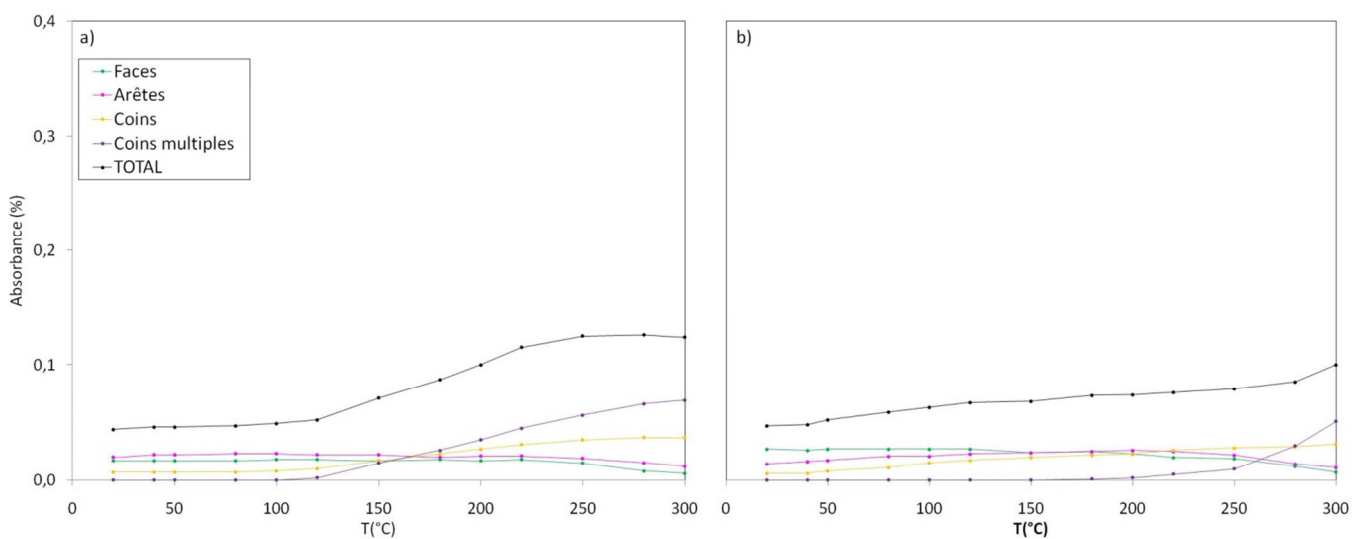 a)
Faces
Arêtes
Coins
Coins multiples
TOTAL
Absorbance (%)
0,4
0,3
0,2
0,1
0,0
0 50 100 150 200 250 300
T(°C)
b)
0 50 100 150 200 250 300
T(°C)